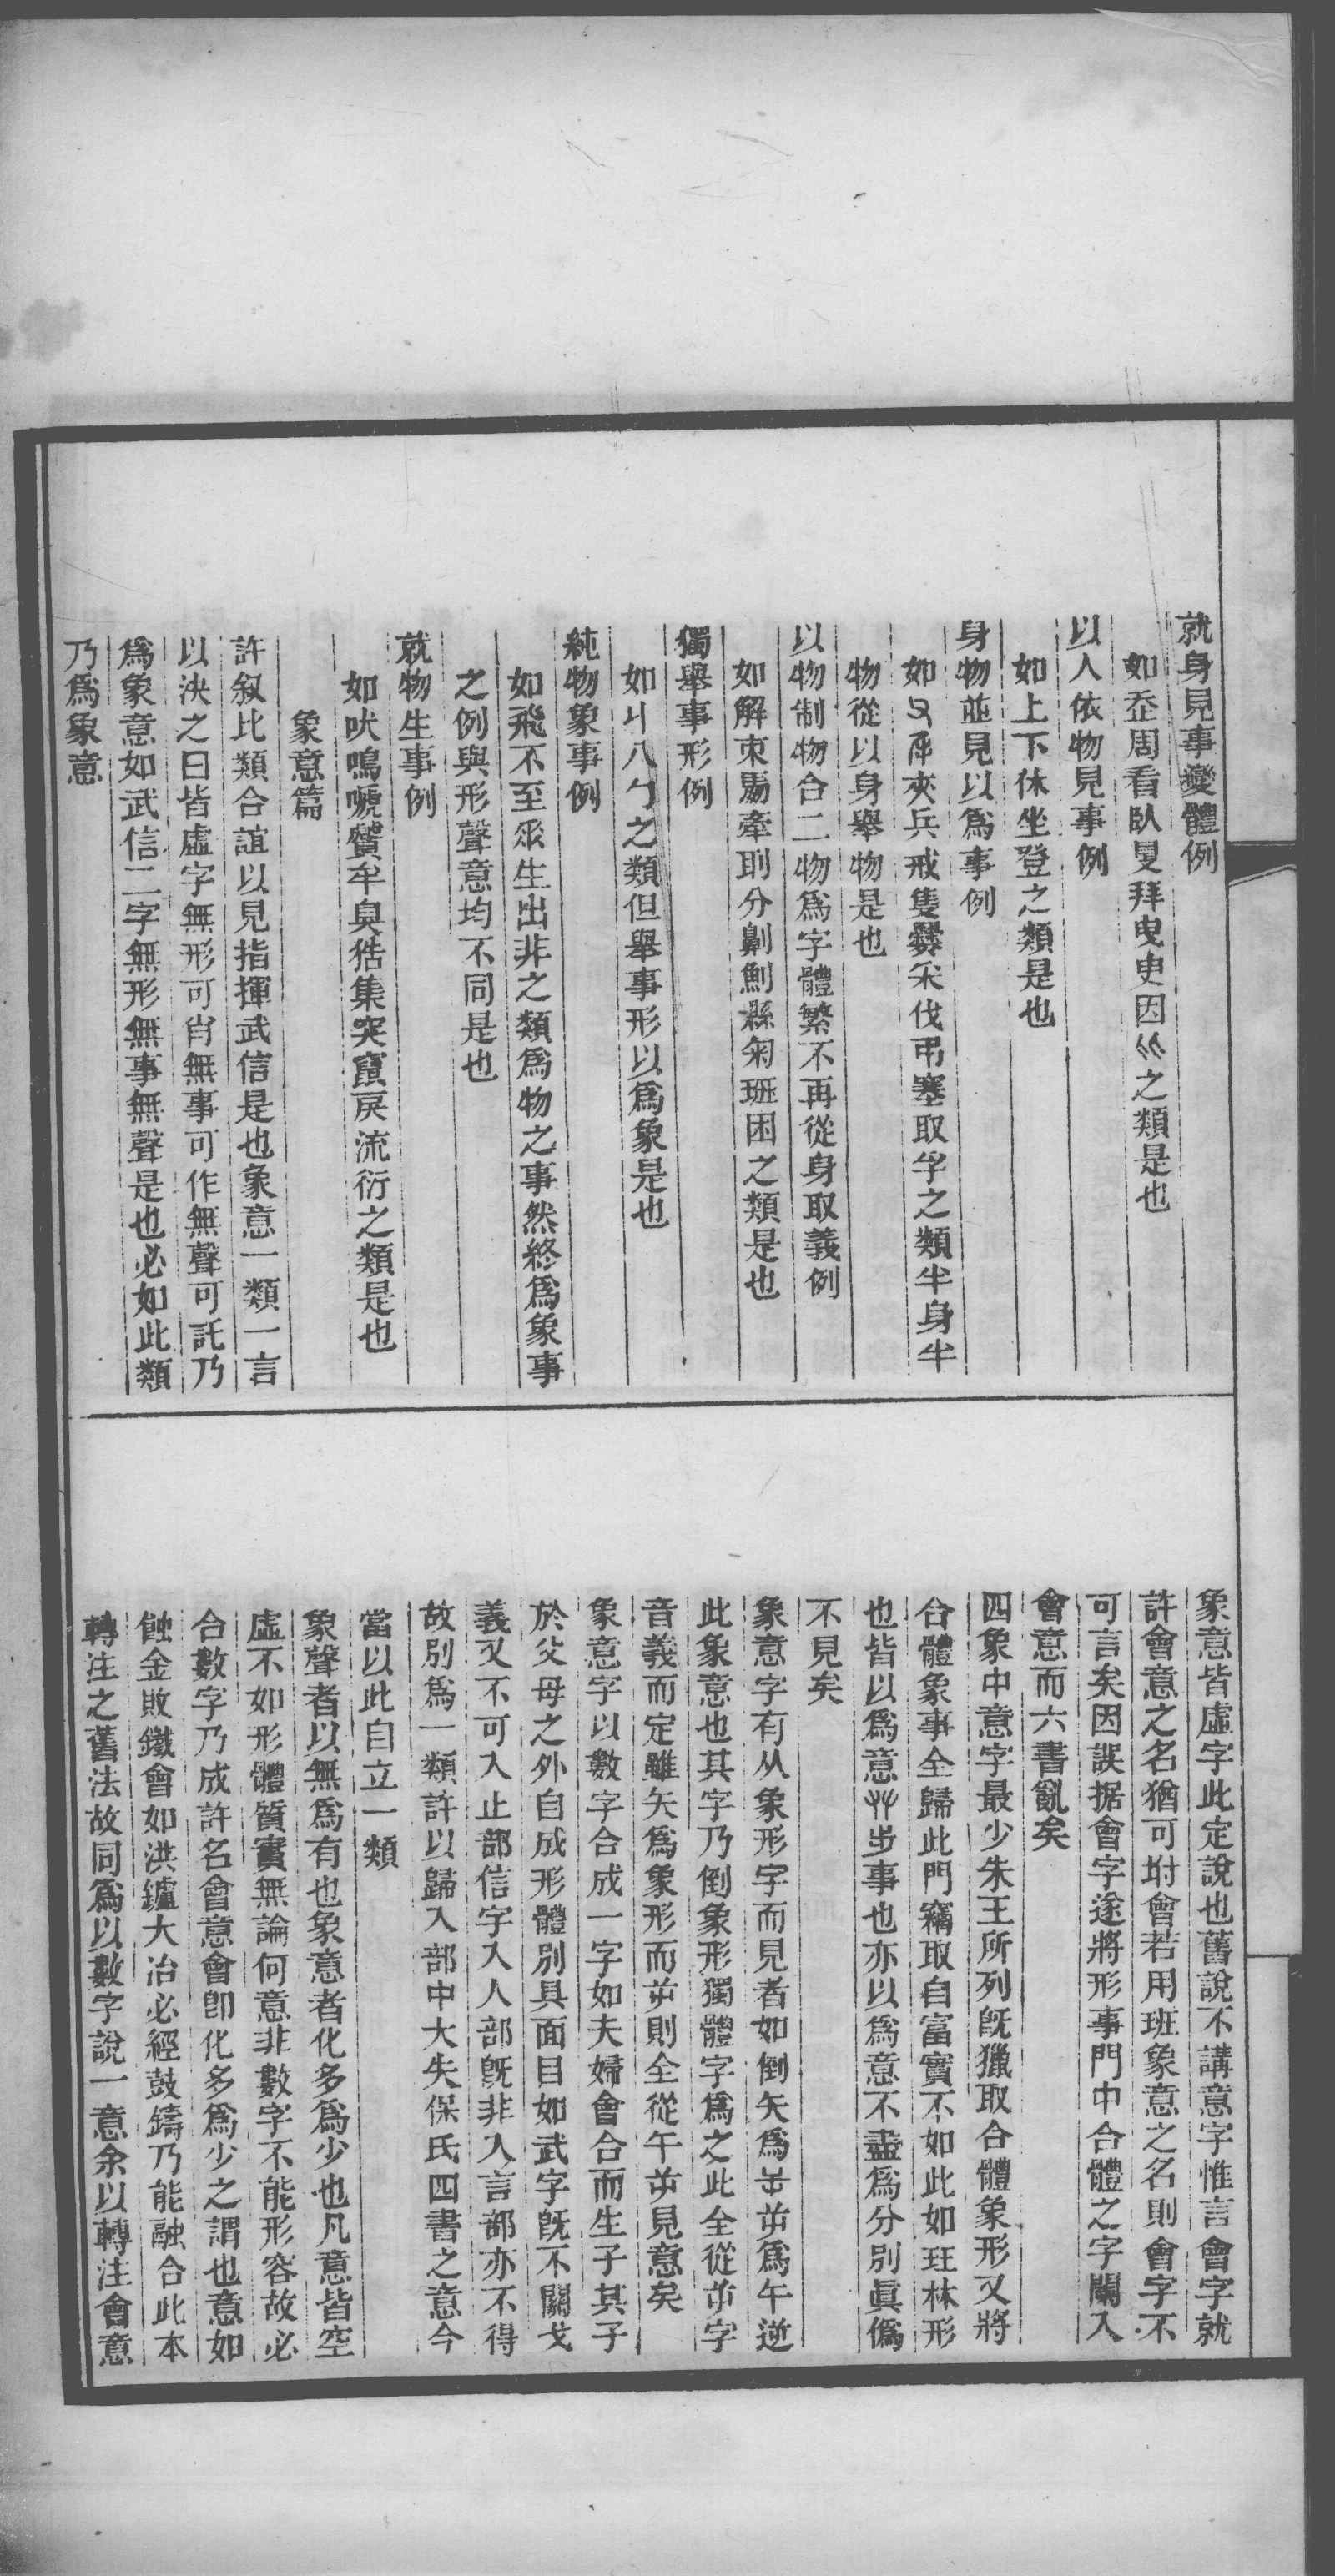 就身見事變體例
如烝周看臥㕜拜曳曳因巛之類是也
以人依物見事例
如上下休坐登之類是也
身物並見以爲事例
如夾兵戒隻爨宋伐弔塞取孚之類半身半
物從以身舉物是也
以物制物合二物爲字體繁不再從身取義例
如解束馽牽刵分劓劊縣匊班困之類是也
獨舉事形例
如丩八勹之類但舉事形以爲象是也
純物象事例
如飛不至𠂢生出非之類爲物之事然終爲象事
之例與形聲意均不同是也
就物生事例
如吠鳴嗁㗊牟臭狧集突竄戾流衍之類是也
象意篇
許叙比類合誼以見指撝武信是也象意一類一言
以決之曰皆虛字無形可肖無事可作無聲可託乃
爲象意如武信二字無形無事無聲是也必如此類
乃爲象意
象意皆虛字此定說也舊說不講意字惟言會字就
許會意之名猶可坿會若用班象意之名則會字不
可言矣因誤据會字遂將形事門中合體之字闌入
會意而六書亂矣
四象中意字最少朱王所列旣獵取合體象形又將
合體象事全歸此門竊取自富實不如此如玨林形
也皆以爲意癶步事也亦以爲意不盡爲分別眞僞
不見矣
象意字有从象形字而見者如倒矢爲𠦒屰爲午逆
此象意也其字乃倒象形獨體字爲之此全從屰字
音義而定雖矢爲象形而屰則全從午屰見意矣
象意字以數字合成一字如夫婦會合而生子其子
於父母之外自成形體別具面目如武字旣不關戈
義又不可入止部信字入人部旣非入言部亦不得
故別爲一類許以歸入部中大失保氏四書之意今
當以此自立一類
象聲者以無爲有也象意者化多爲少也凡意皆空
虛不如形體質實無論何意非數字不能形容故必
合數字乃成許名會意會卽化多爲少之謂也意如
蝕金敗鐵會如洪鑪大冶必經鼓鑄乃能融合此本
轉注之舊法故同爲以數字說一意余以轉注會意